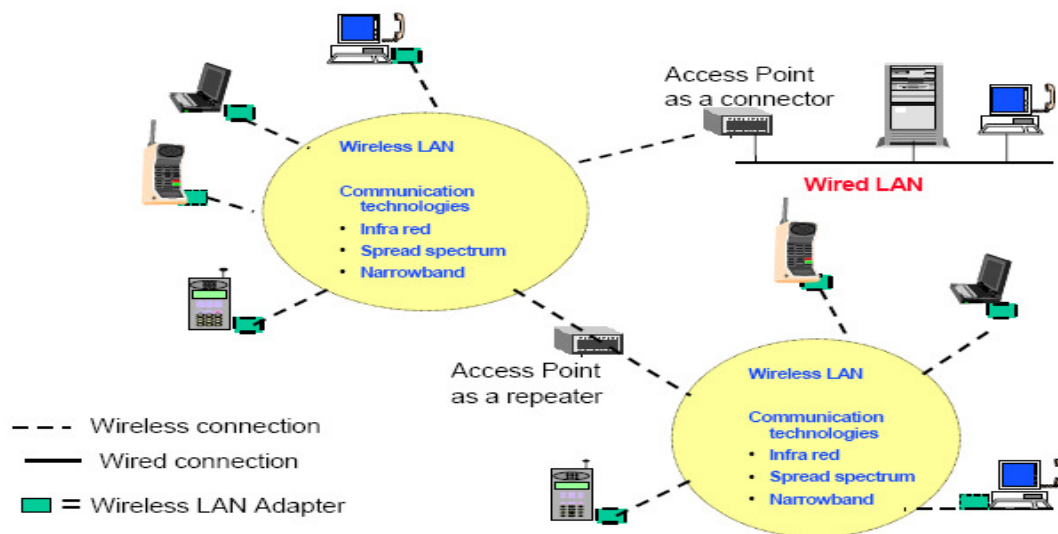 Access Point
as a connector
Wired LAN
Wireless LAN
Communication
technologies
• Infra red
• Spread spectrum
• Narrowband
Access Point
as a repeater
Wireless LAN
Communication
technologies
• Infra red
• Spread spectrum
• Narrowband
Wireless connection
Wired connection
= Wireless LAN Adapter